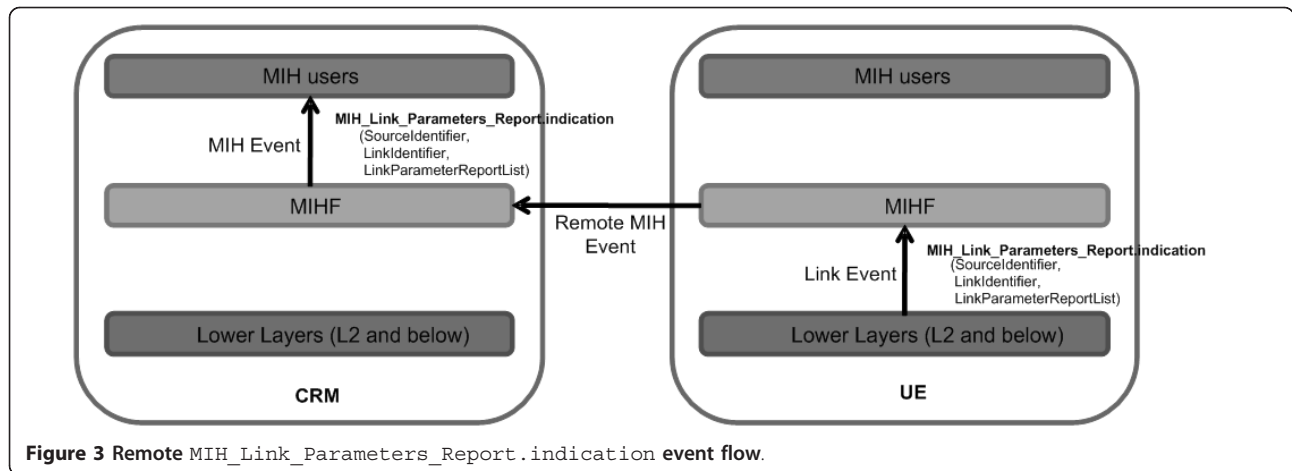 MIH users
MIH_Link_Parameters_Report.indication
(SourceIdentifier,
LinkIdentifier,
LinkParameterReportList)
MIH Event
MIHF
Lower Layers (L2 and below)
CRM
Remote MIH
Event
MIH users
MIHF
MIH_Link_Parameters_Report.indication
(SourceIdentifier,
LinkIdentifier,
LinkParameterReportList)
Link Event
Lower Layers (L2 and below)
UE
Figure 3 Remote MIH_Link_Parameters_Report.indication event flow.